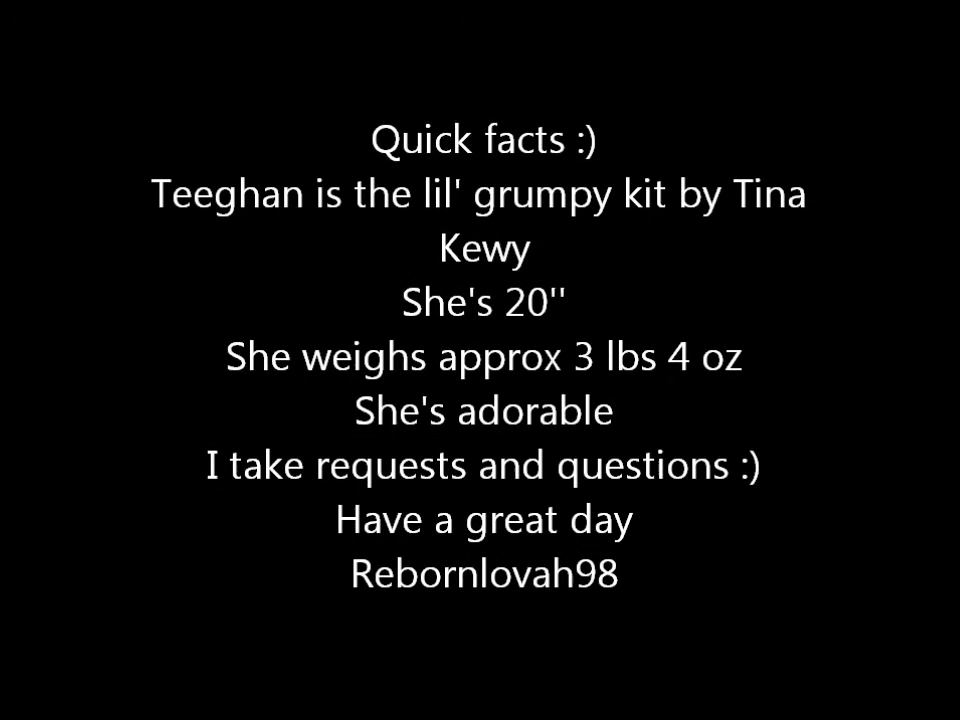 Quick facts :)
Teeghan is the lil' grumpy kit by Tina
Kewy
She's 20''
She weighs approx 3 lbs 4 oz
She's adorable
I take requests and questions :)
Have a great day
Rebornlovah98